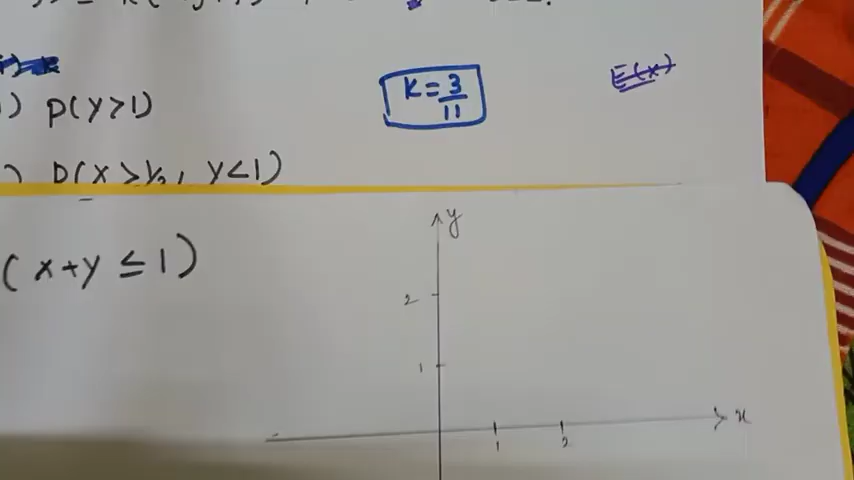 K = 3/11
E(x)
) P(Y>1)
) P(X>½, Y<1)
(x+y ≤ 1)
y
2
1
x
1 2